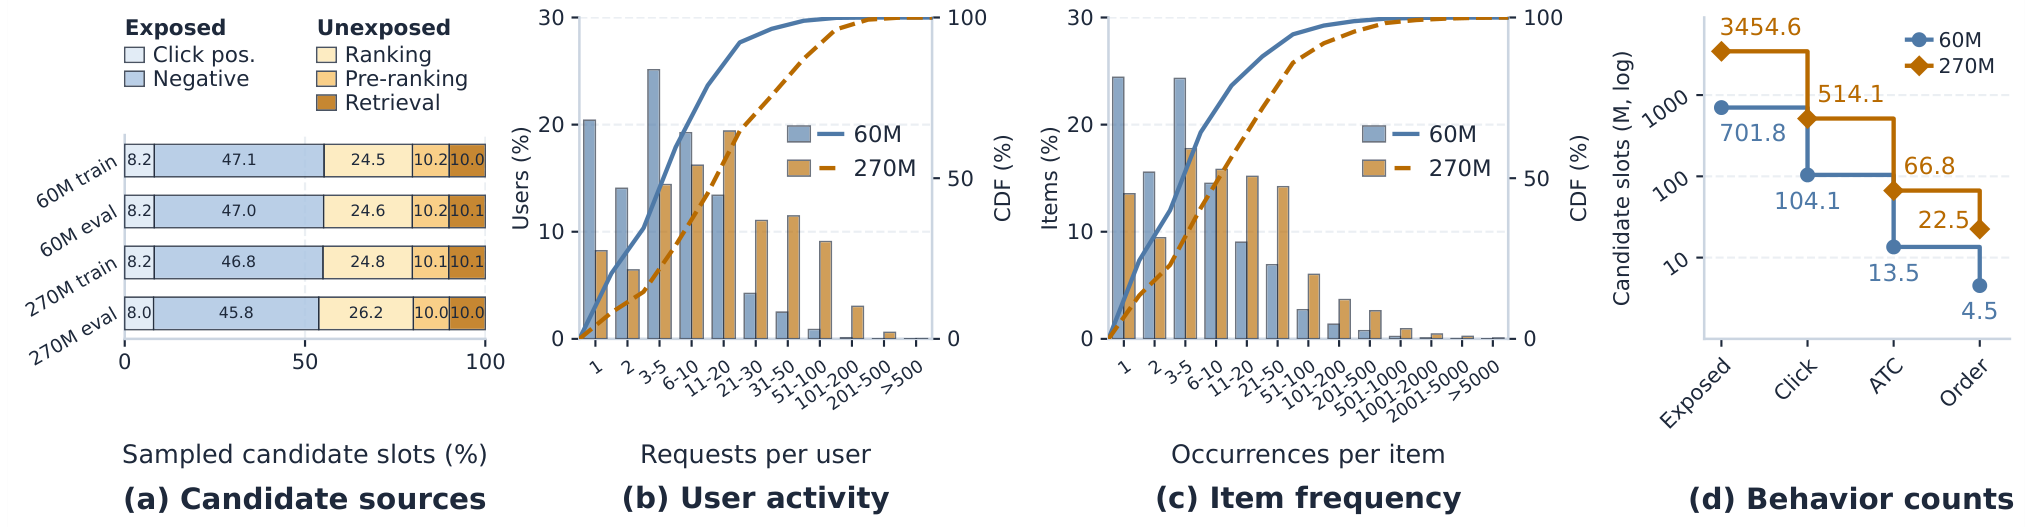 Exposed
Click pos.
Negative
Unexposed
Ranking
Pre-ranking
Retrieval
60M train
8.2 47.1 24.5 10.2 10.0
60M eval
8.2 47.0 24.6 10.2 10.1
270M train
8.2 46.8 24.8 10.1 10.1
270M eval
8.0 45.8 26.2 10.0 10.0
0 50 100
Sampled candidate slots (%)
(a) Candidate sources
Users (%)
30
20
10
0
CDF (%)
100
50
0
60M
270M
1 2 3-5 6-10 11-20 21-30 31-50 51-100 101-200 201-500 >500
Requests per user
(b) User activity
Items (%)
30
20
10
0
CDF (%)
100
50
0
60M
270M
1 2 3-5 6-10 11-20 21-50 51-100 101-200 201-500 501-1000 1001-2000 2001-5000 >5000
Occurrences per item
(c) Item frequency
Candidate slots (M, log)
1000
100
10
60M
270M
3454.6
514.1
66.8
22.5
701.8
104.1
13.5
4.5
Exposed Click ATC Order
(d) Behavior counts